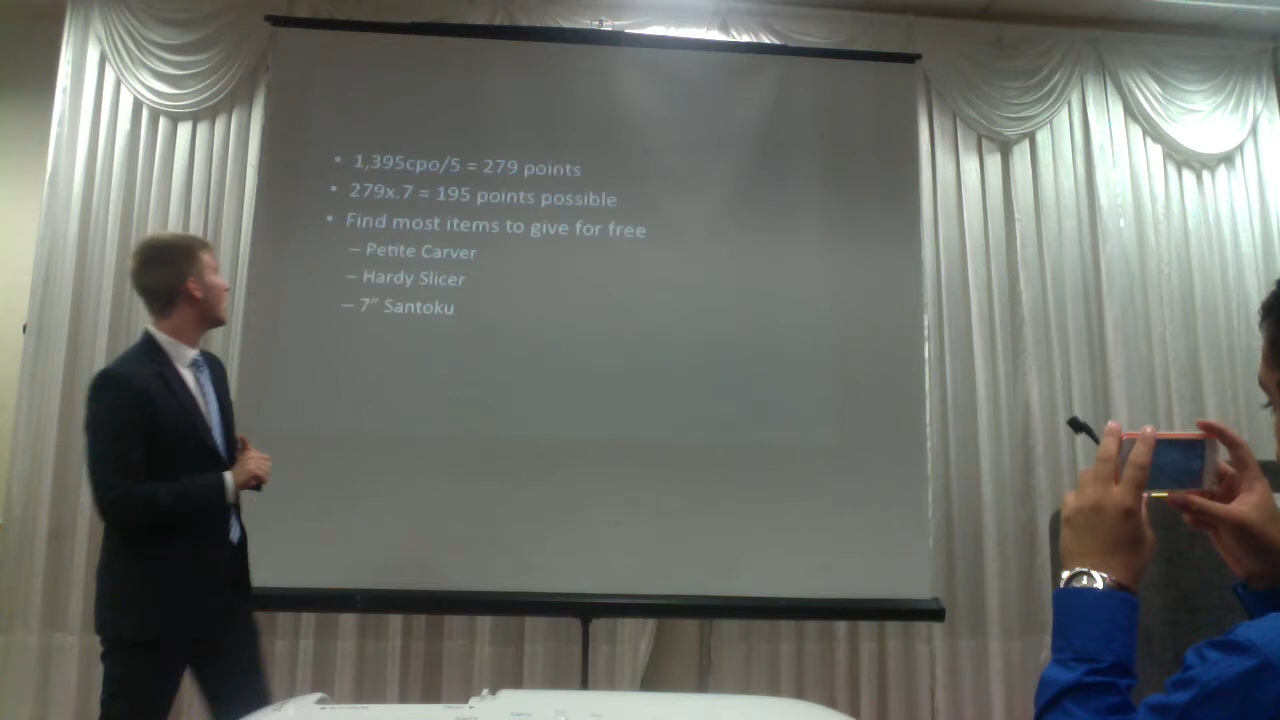 • 1,395cpo/5 = 279 points
• 279x.7 = 195 points possible
• Find most items to give for free
– Petite Carver
– Hardy Slicer
– 7” Santoku